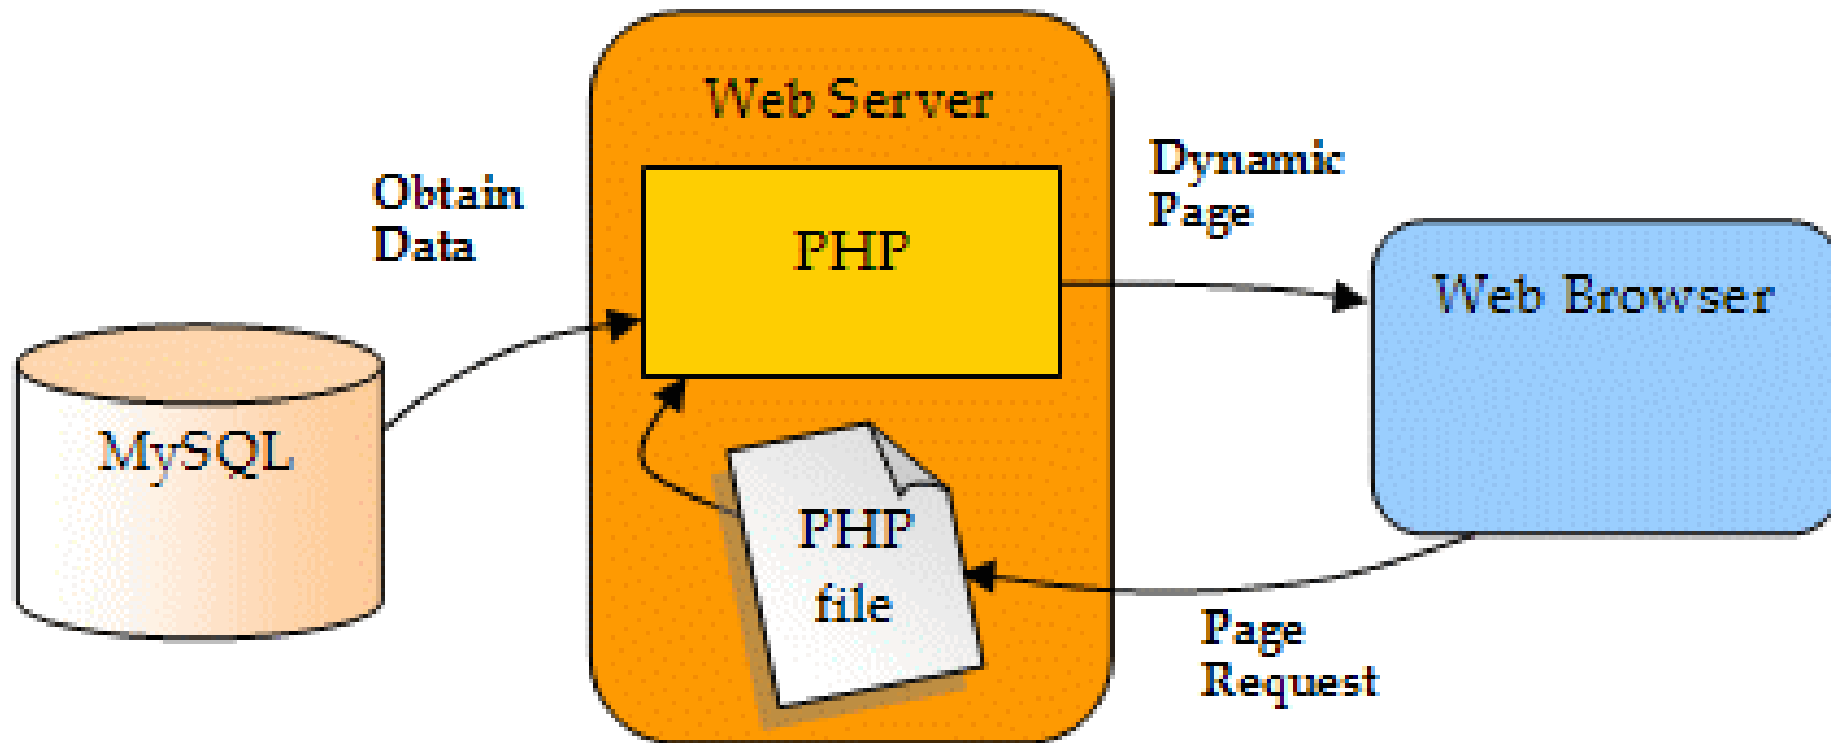 Web Server
Obtain
Data
PHP
Dynamic
Page
Web Browser
MySQL
PHP
file
Page
Request